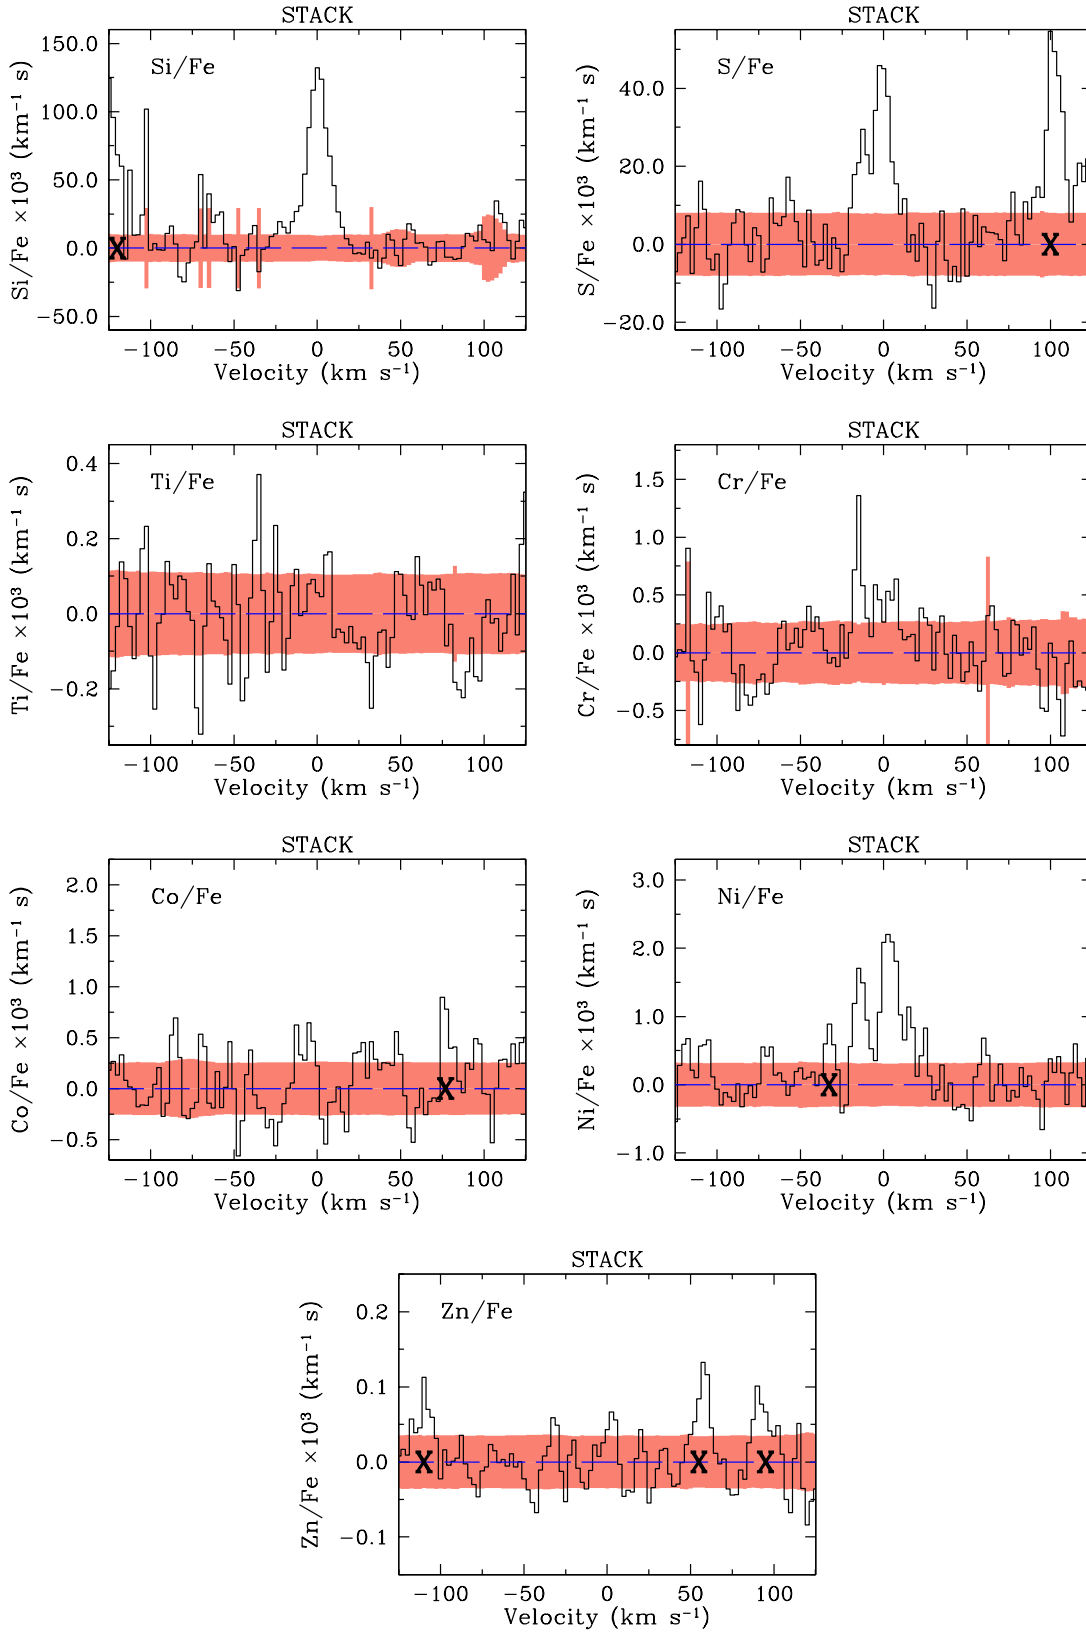 STACK
STACK
Si/Fe
S/Fe
Si/Fe ×10³ (km⁻¹ s)
150.0
100.0
50.0
0.0
−50.0
X
−100 −50 0 50 100
Velocity (km s⁻¹)
S/Fe ×10³ (km⁻¹ s)
40.0
20.0
0.0
−20.0
X
−100 −50 0 50 100
Velocity (km s⁻¹)
STACK
STACK
Ti/Fe
Cr/Fe
Ti/Fe ×10³ (km⁻¹ s)
0.4
0.2
0.0
−0.2
−100 −50 0 50 100
Velocity (km s⁻¹)
Cr/Fe ×10³ (km⁻¹ s)
1.5
1.0
0.5
0.0
−0.5
−100 −50 0 50 100
Velocity (km s⁻¹)
STACK
STACK
Co/Fe
Ni/Fe
Co/Fe ×10³ (km⁻¹ s)
2.0
1.5
1.0
0.5
0.0
−0.5
X
−100 −50 0 50 100
Velocity (km s⁻¹)
Ni/Fe ×10³ (km⁻¹ s)
3.0
2.0
1.0
0.0
−1.0
X
−100 −50 0 50 100
Velocity (km s⁻¹)
STACK
Zn/Fe
Zn/Fe ×10³ (km⁻¹ s)
0.2
0.1
0.0
−0.1
X X X
−100 −50 0 50 100
Velocity (km s⁻¹)